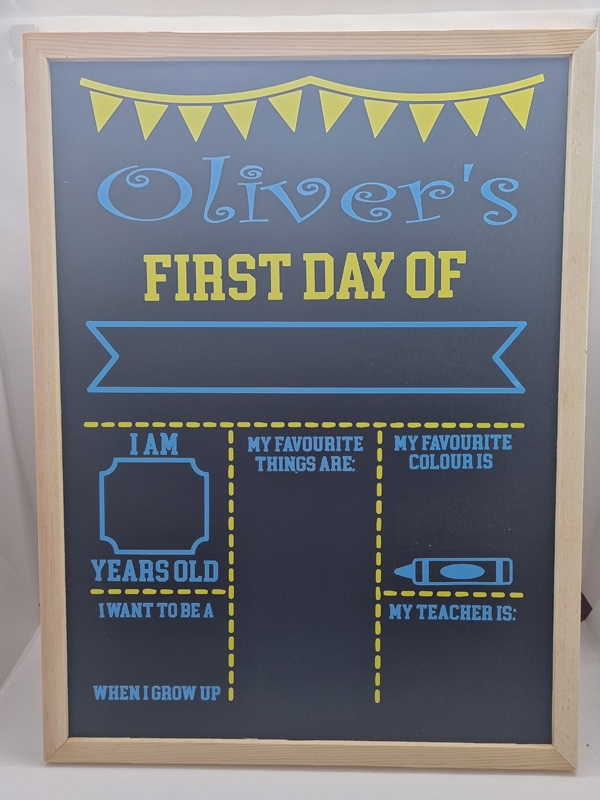 Oliver's
FIRST DAY OF
I AM
YEARS OLD
I WANT TO BE A
WHEN I GROW UP
MY FAVOURITE
THINGS ARE:
MY FAVOURITE
COLOUR IS
MY TEACHER IS: